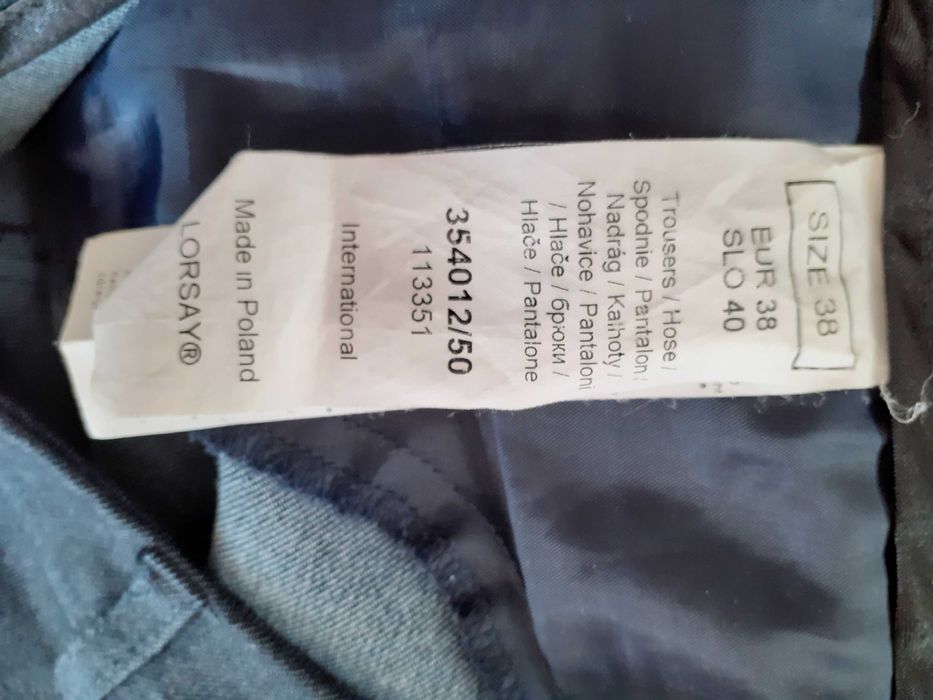 SIZE 38
EUR 38
SLO 40
Trousers / Hose /
Spodnie / Pantalon /
Nadrág / Kalhoty /
Nohavice / Pantaloni
/ Hlače / брюки /
Hlače / Pantalone
354012/50
113351
International
Made in Poland
LORSAY®